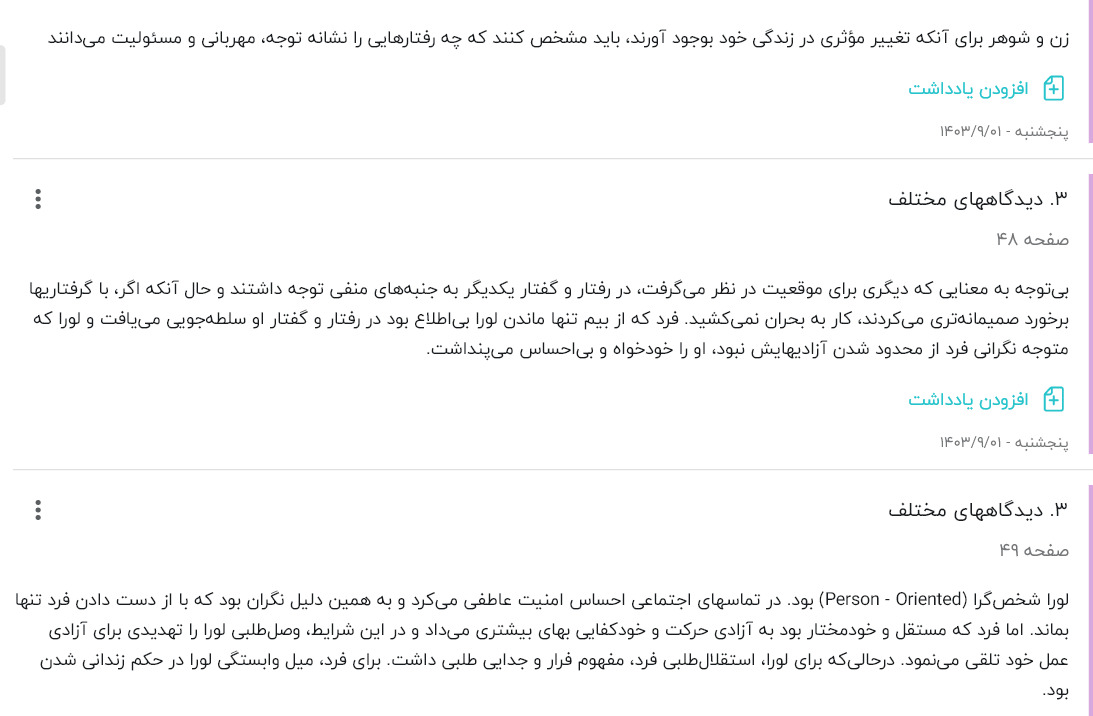 زن و شوهر برای آنکه تغییر مؤثری در زندگی خود بوجود آورند، باید مشخص کنند که چه رفتارهایی را نشانه توجه، مهربانی و مسئولیت می‌دانند
افزودن یادداشت
پنجشنبه - ۱۴۰۳/۹/۰۱
۳. دیدگاههای مختلف
صفحه ۴۸
بی‌توجه به معنایی که دیگری برای موقعیت در نظر می‌گرفت، در رفتار و گفتار یکدیگر به جنبه‌های منفی توجه داشتند و حال آنکه اگر، با گرفتاریها
برخورد صمیمانه‌تری می‌کردند، کار به بحران نمی‌کشید. فرد که از بیم تنها ماندن لورا بی‌اطلاع بود در رفتار و گفتار او سلطه‌جویی می‌یافت و لورا که
متوجه نگرانی فرد از محدود شدن آزادیهایش نبود، او را خودخواه و بی‌احساس می‌پنداشت.
افزودن یادداشت
پنجشنبه - ۱۴۰۳/۹/۰۱
۳. دیدگاههای مختلف
صفحه ۴۹
لورا شخص‌گرا (Person - Oriented) بود. در تماسهای اجتماعی احساس امنیت عاطفی می‌کرد و به همین دلیل نگران بود که با از دست دادن فرد تنها
بماند. اما فرد که مستقل و خودمختار بود به آزادی حرکت و خودکفایی بهای بیشتری می‌داد و در این شرایط، وصل‌طلبی لورا را تهدیدی برای آزادی
عمل خود تلقی می‌نمود. درحالی‌که برای لورا، استقلال‌طلبی فرد، مفهوم فرار و جدایی طلبی داشت. برای فرد، میل وابستگی لورا در حکم زندانی شدن
بود.